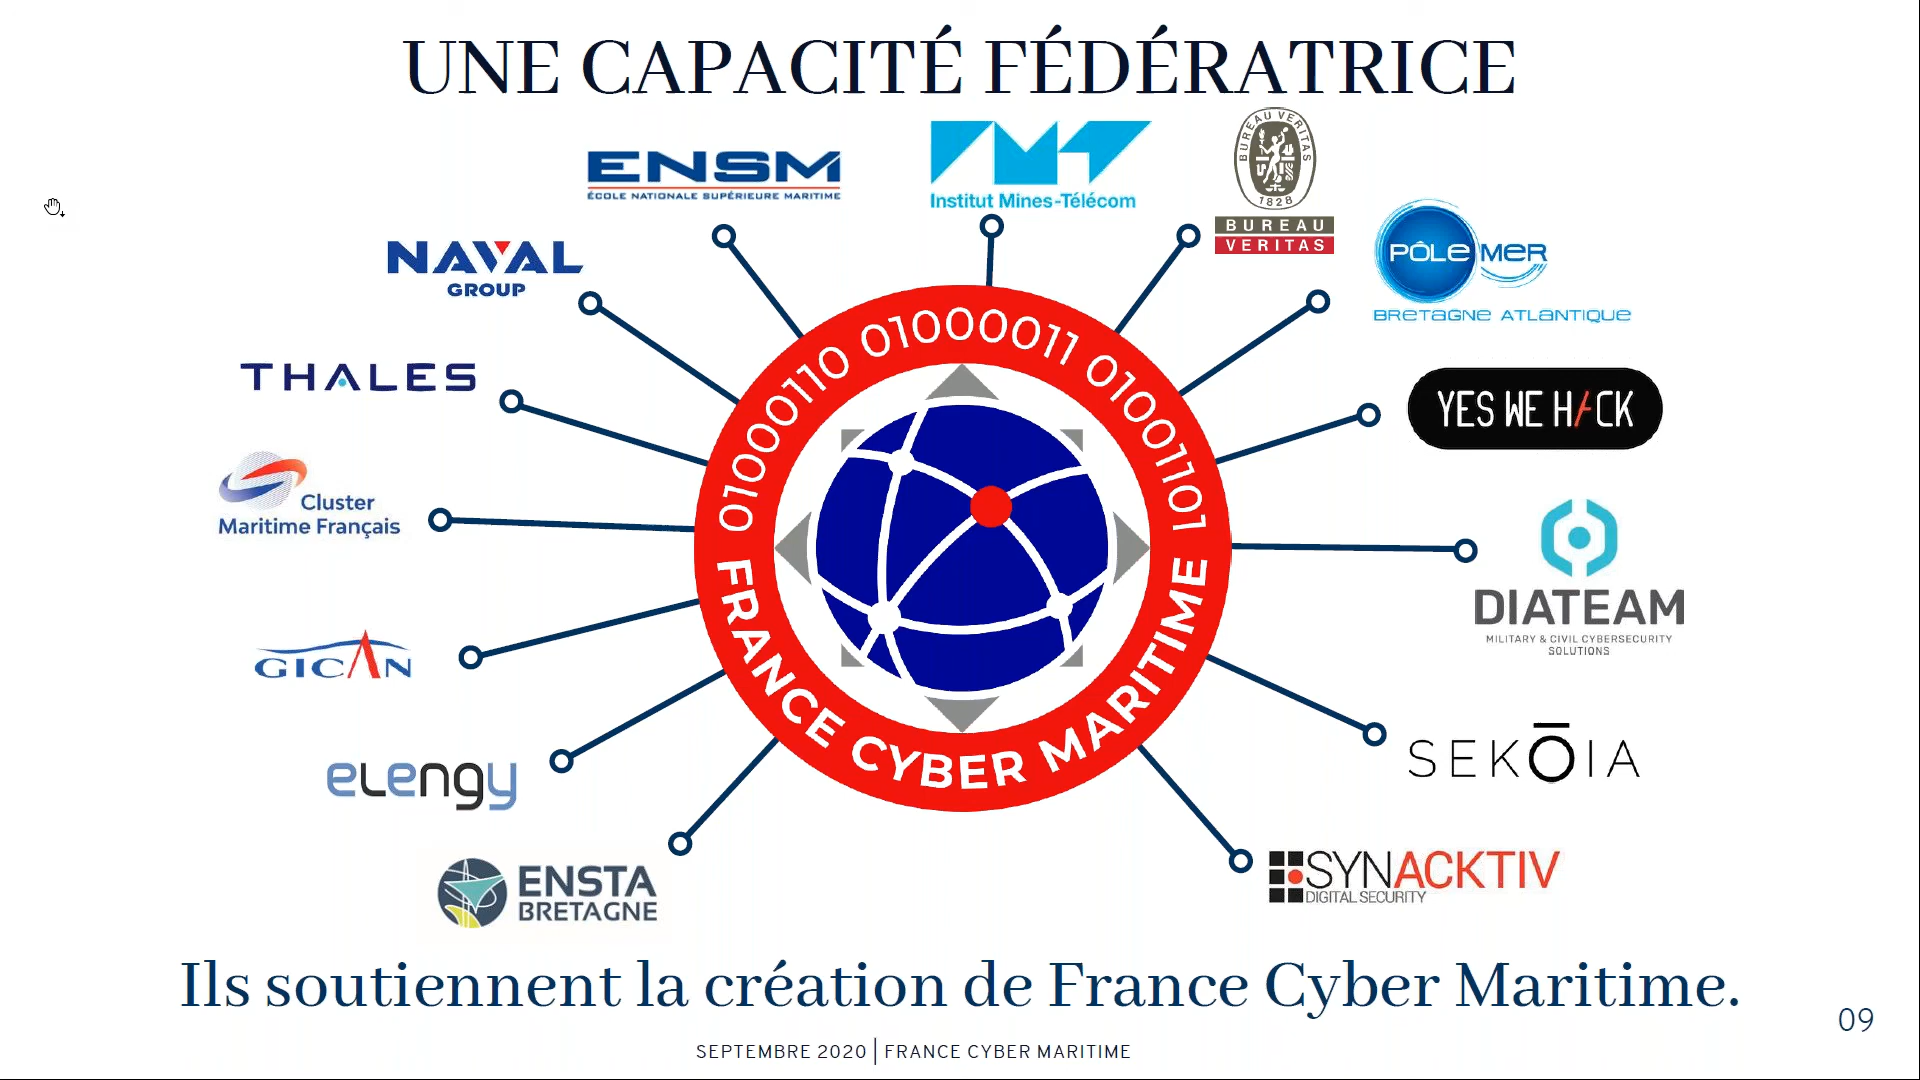 UNE CAPACITÉ FÉDÉRATRICE
ENSM
ÉCOLE NATIONALE SUPÉRIEURE MARITIME
IMT
Institut Mines-Télécom
BUREAU VERITAS
1828
BUREAU
VERITAS
NAVAL
GROUP
PÔLE MER
BRETAGNE ATLANTIQUE
THALES
YES WE H/CK
Cluster
Maritime Français
DIATEAM
MILITARY & CIVIL CYBERSECURITY
SOLUTIONS
GICAN
SEKOIA
elengy
SYNACKTIV
DIGITAL SECURITY
ENSTA
BRETAGNE
01000110 01000011 01001101
FRANCE CYBER MARITIME
Ils soutiennent la création de France Cyber Maritime.
09
SEPTEMBRE 2020 | FRANCE CYBER MARITIME